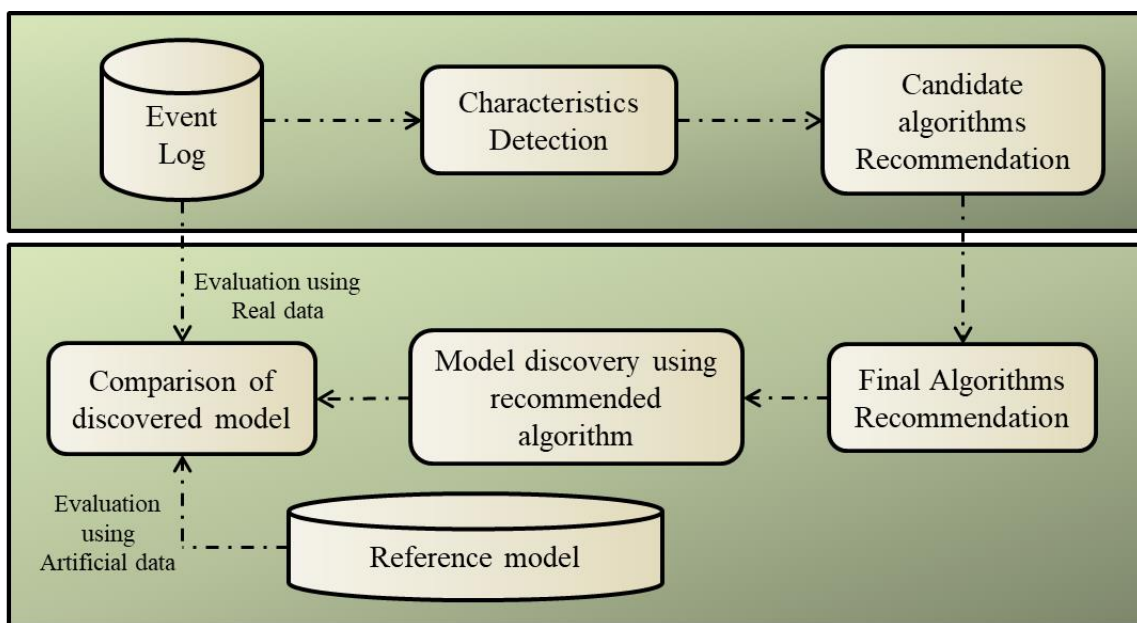 Event
Log
Characteristics
Detection
Candidate
algorithms
Recommendation
Evaluation using
Real data
Comparison of
discovered model
Model discovery using
recommended
algorithm
Final Algorithms
Recommendation
Evaluation
using
Artificial data
Reference model